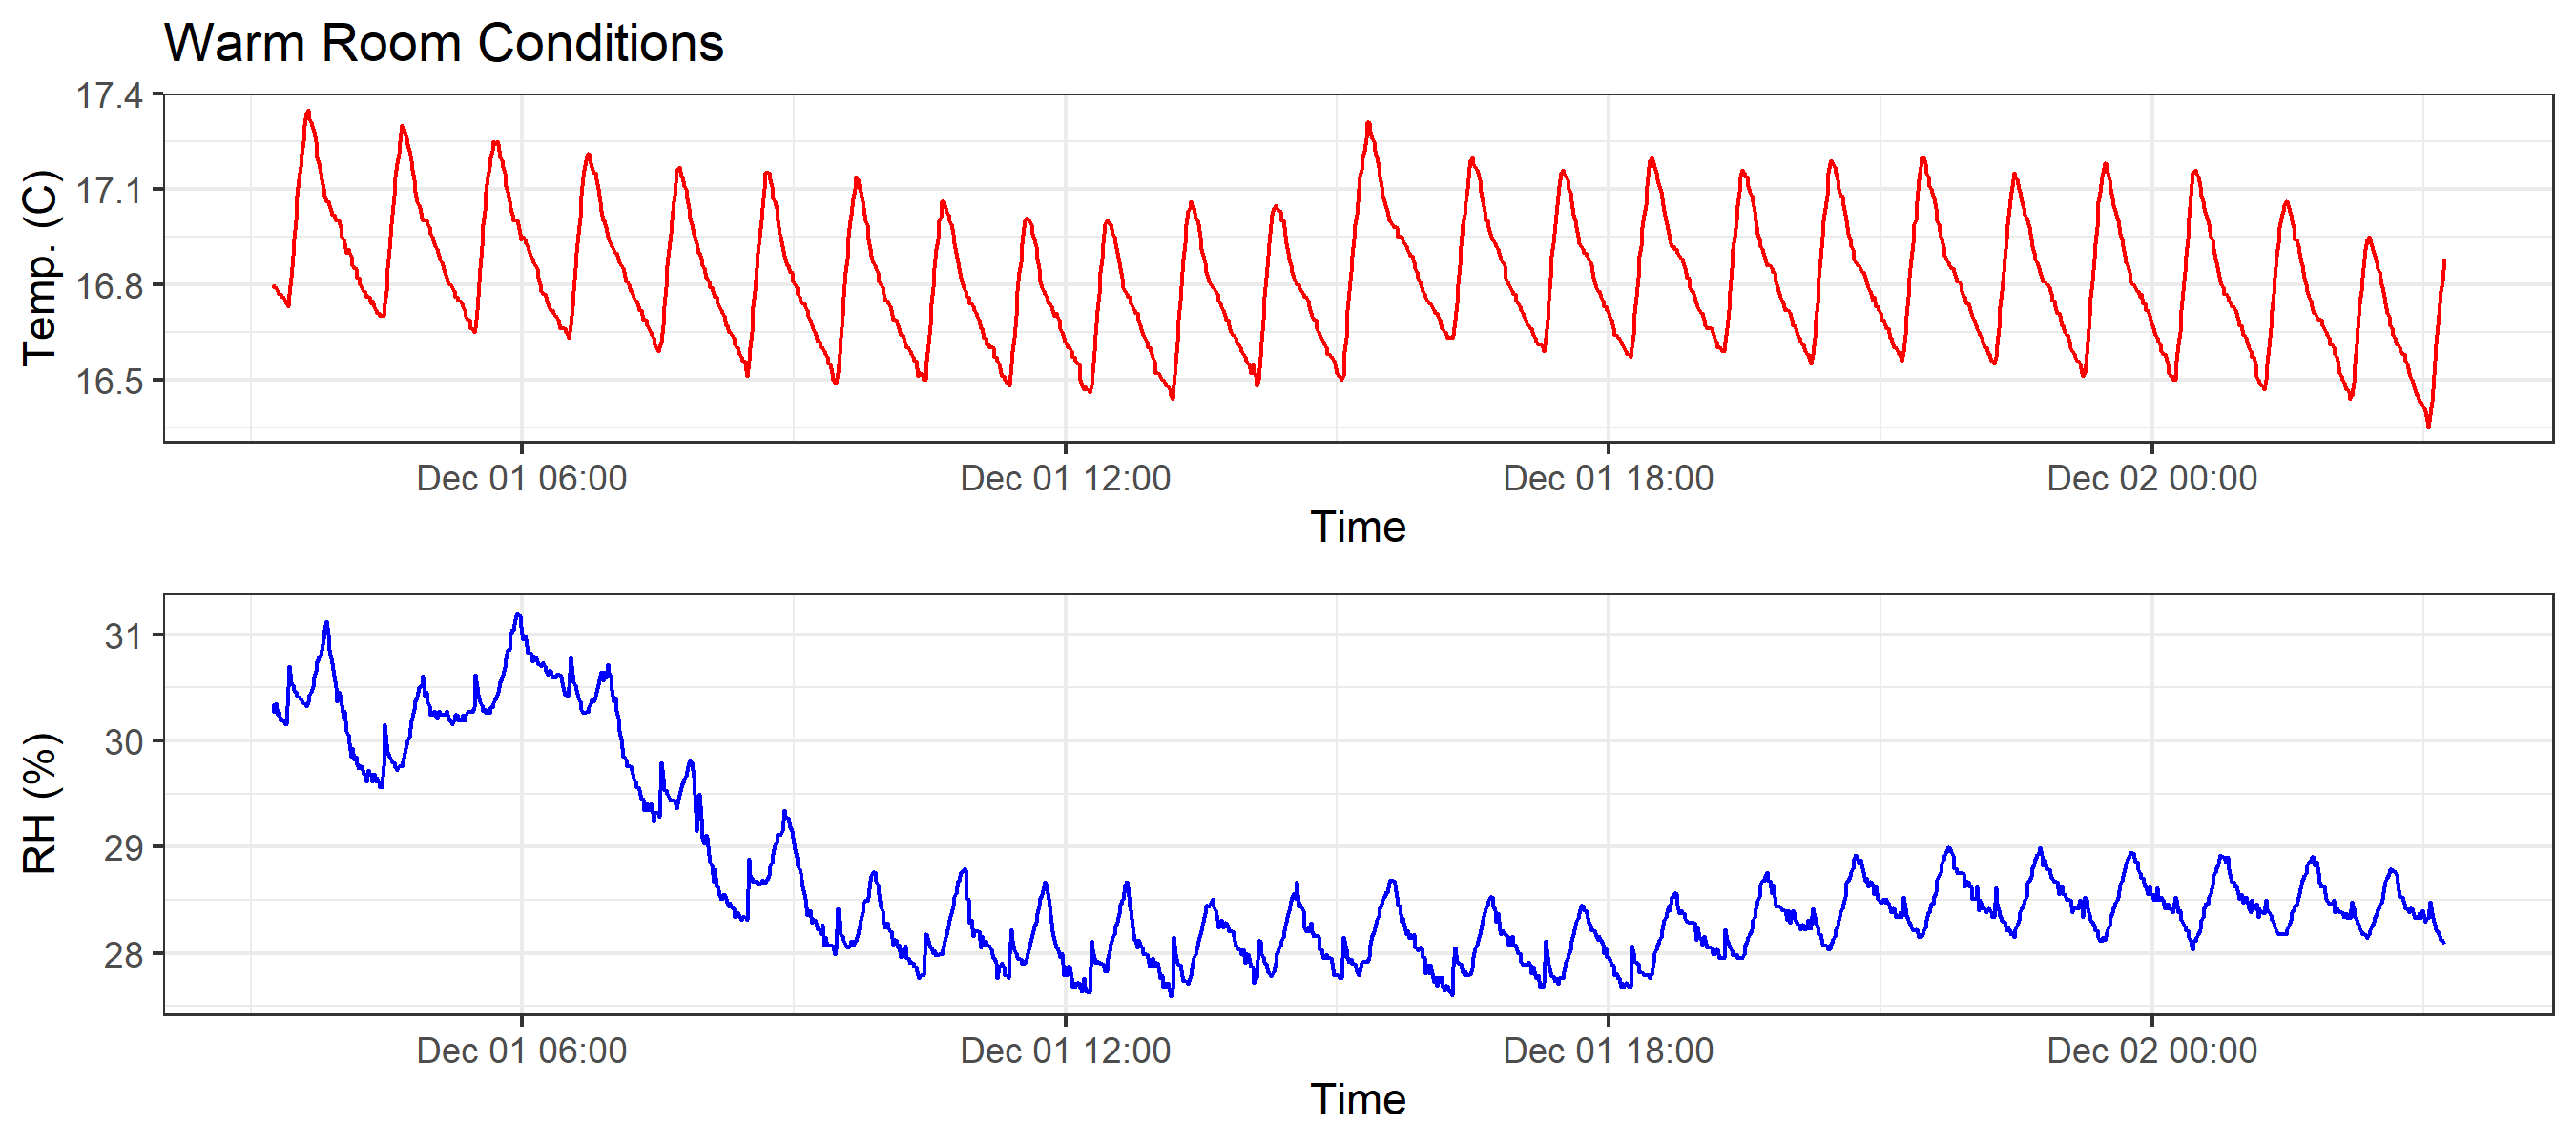 Warm Room Conditions
Temp. (C)
17.4
17.1
16.8
16.5
Dec 01 06:00 Dec 01 12:00 Dec 01 18:00 Dec 02 00:00
Time
RH (%)
31
30
29
28
Dec 01 06:00 Dec 01 12:00 Dec 01 18:00 Dec 02 00:00
Time